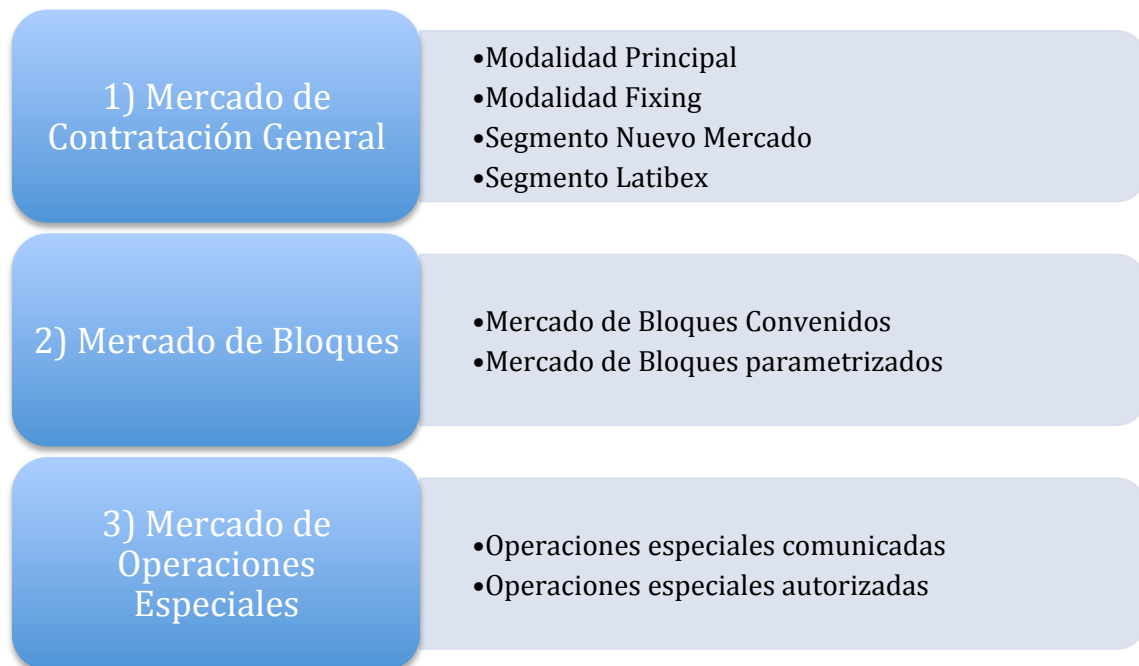 1) Mercado de
Contratación General
•Modalidad Principal
•Modalidad Fixing
•Segmento Nuevo Mercado
•Segmento Latibex
2) Mercado de Bloques
•Mercado de Bloques Convenidos
•Mercado de Bloques parametrizados
3) Mercado de
Operaciones
Especiales
•Operaciones especiales comunicadas
•Operaciones especiales autorizadas